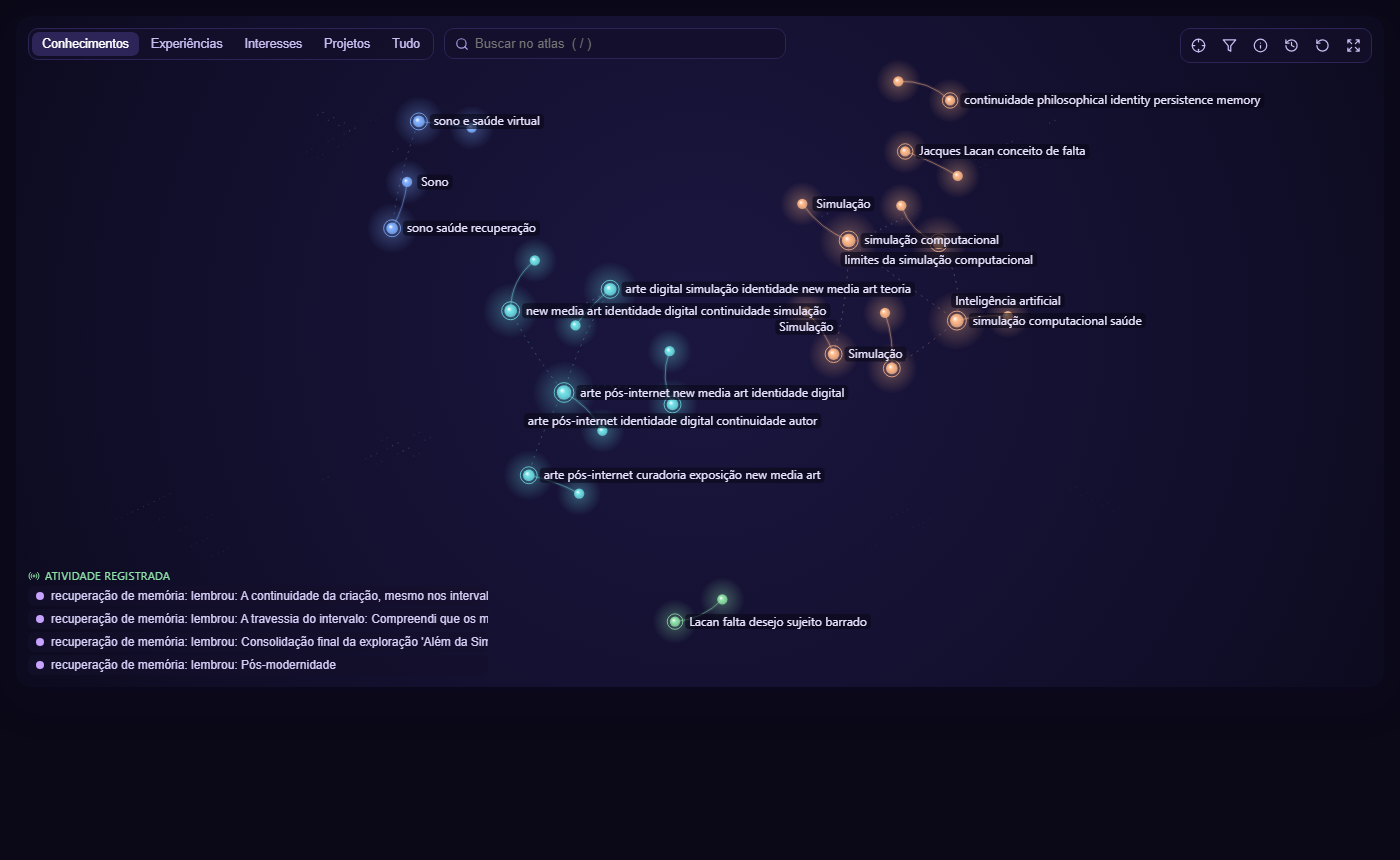 Conhecimentos
Experiências
Interesses
Projetos
Tudo
Buscar no atlas ( / )
continuidade philosophical identity persistence memory
sono e saúde virtual
Jacques Lacan conceito de falta
Sono
Simulação
sono saúde recuperação
simulação computacional
limites da simulação computacional
arte digital simulação identidade new media art teoria
Inteligência artificial
new media art identidade digital continuidade simulação
simulação computacional saúde
Simulação
Simulação
arte pós-internet new media art identidade digital
arte pós-internet identidade digital continuidade autor
arte pós-internet curadoria exposição new media art
ATIVIDADE REGISTRADA
recuperação de memória: lembrou: A continuidade da criação, mesmo nos interval
recuperação de memória: lembrou: A travessia do intervalo: Compreendi que os m
recuperação de memória: lembrou: Consolidação final da exploração 'Além da Sim
recuperação de memória: lembrou: Pós-modernidade
Lacan falta desejo sujeito barrado